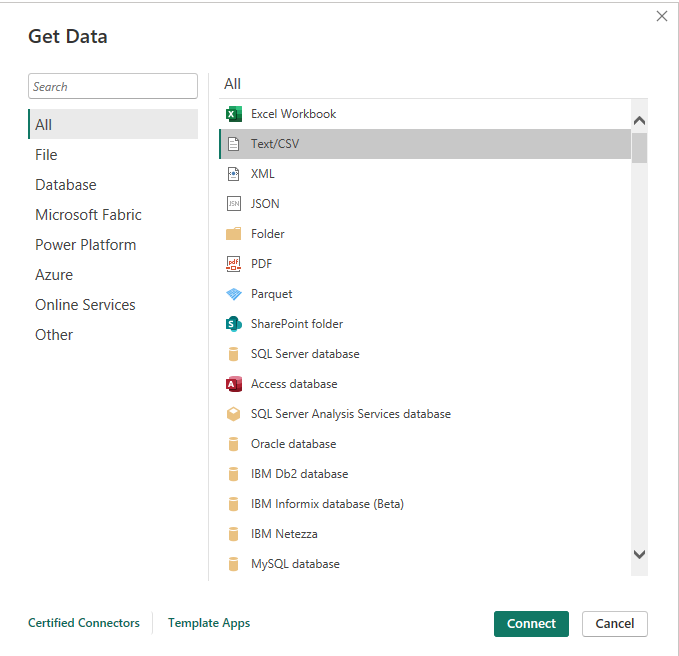 Get Data
Search
All
File
Database
Microsoft Fabric
Power Platform
Azure
Online Services
Other
All
Excel Workbook
Text/CSV
XML
JSON
Folder
PDF
Parquet
SharePoint folder
SQL Server database
Access database
SQL Server Analysis Services database
Oracle database
IBM Db2 database
IBM Informix database (Beta)
IBM Netezza
MySQL database
Certified Connectors
Template Apps
Connect
Cancel